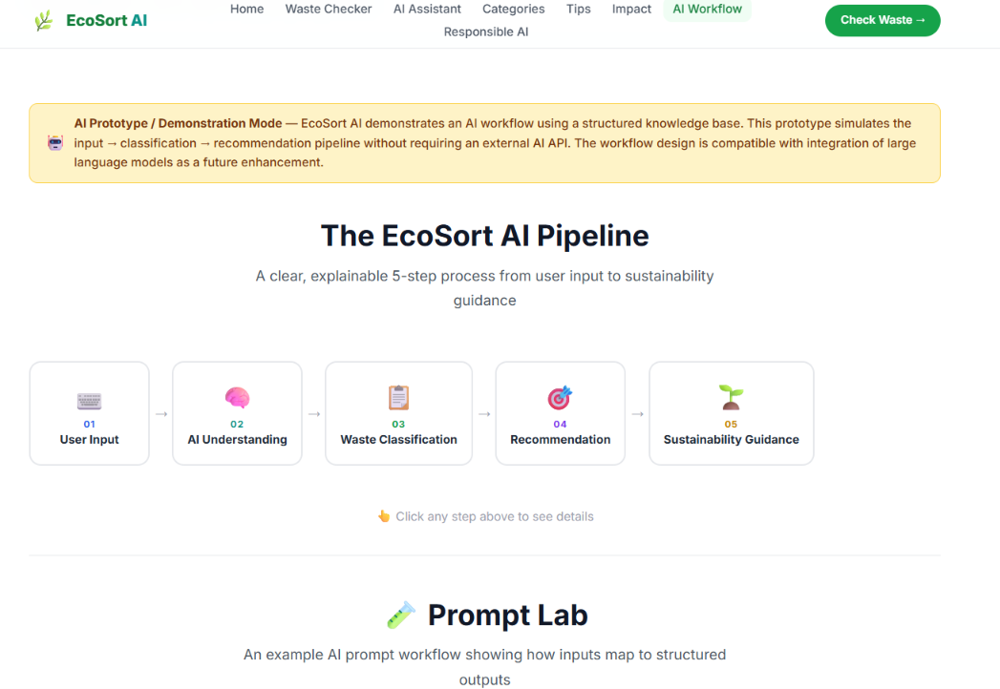 EcoSort AI
Home Waste Checker AI Assistant Categories Tips Impact AI Workflow
Responsible AI
Check Waste →
AI Prototype / Demonstration Mode — EcoSort AI demonstrates an AI workflow using a structured knowledge base. This prototype simulates the
input → classification → recommendation pipeline without requiring an external AI API. The workflow design is compatible with integration of large
language models as a future enhancement.
The EcoSort AI Pipeline
A clear, explainable 5-step process from user input to sustainability
guidance
01
User Input
→
02
AI Understanding
→
03
Waste Classification
→
04
Recommendation
→
05
Sustainability Guidance
Click any step above to see details
Prompt Lab
An example AI prompt workflow showing how inputs map to structured
outputs